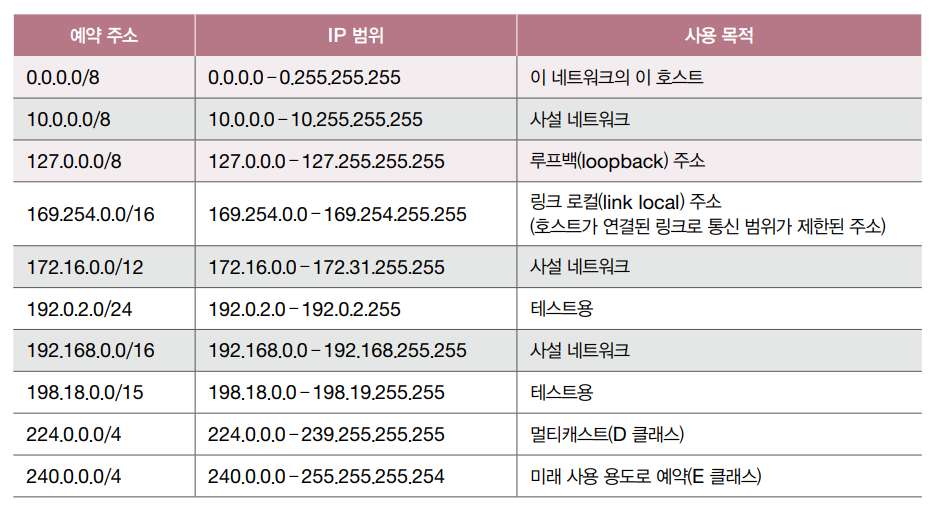 예약 주소 IP 범위 사용 목적
0.0.0.0/8 0.0.0.0 – 0.255.255.255 이 네트워크의 이 호스트
10.0.0.0/8 10.0.0.0 – 10.255.255.255 사설 네트워크
127.0.0.0/8 127.0.0.0 – 127.255.255.255 루프백(loopback) 주소
169.254.0.0/16 169.254.0.0 – 169.254.255.255 링크 로컬(link local) 주소
(호스트가 연결된 링크로 통신 범위가 제한된 주소)
172.16.0.0/12 172.16.0.0 – 172.31.255.255 사설 네트워크
192.0.2.0/24 192.0.2.0 – 192.0.2.255 테스트용
192.168.0.0/16 192.168.0.0 – 192.168.255.255 사설 네트워크
198.18.0.0/15 198.18.0.0 – 198.19.255.255 테스트용
224.0.0.0/4 224.0.0.0 – 239.255.255.255 멀티캐스트(D 클래스)
240.0.0.0/4 240.0.0.0 – 255.255.255.254 미래 사용 용도로 예약(E 클래스)